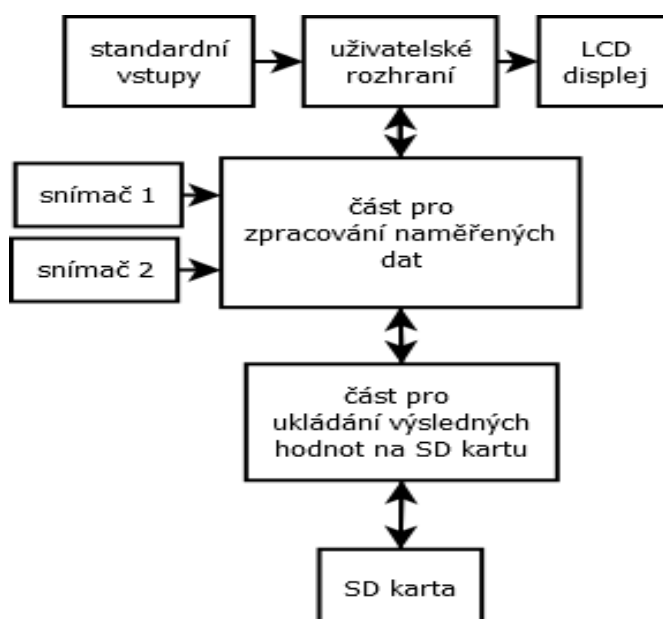 standardní
vstupy
uživatelské
rozhraní
LCD
displej
snímač 1
snímač 2
část pro
zpracování naměřených
dat
část pro
ukládání výsledných
hodnot na SD kartu
SD karta